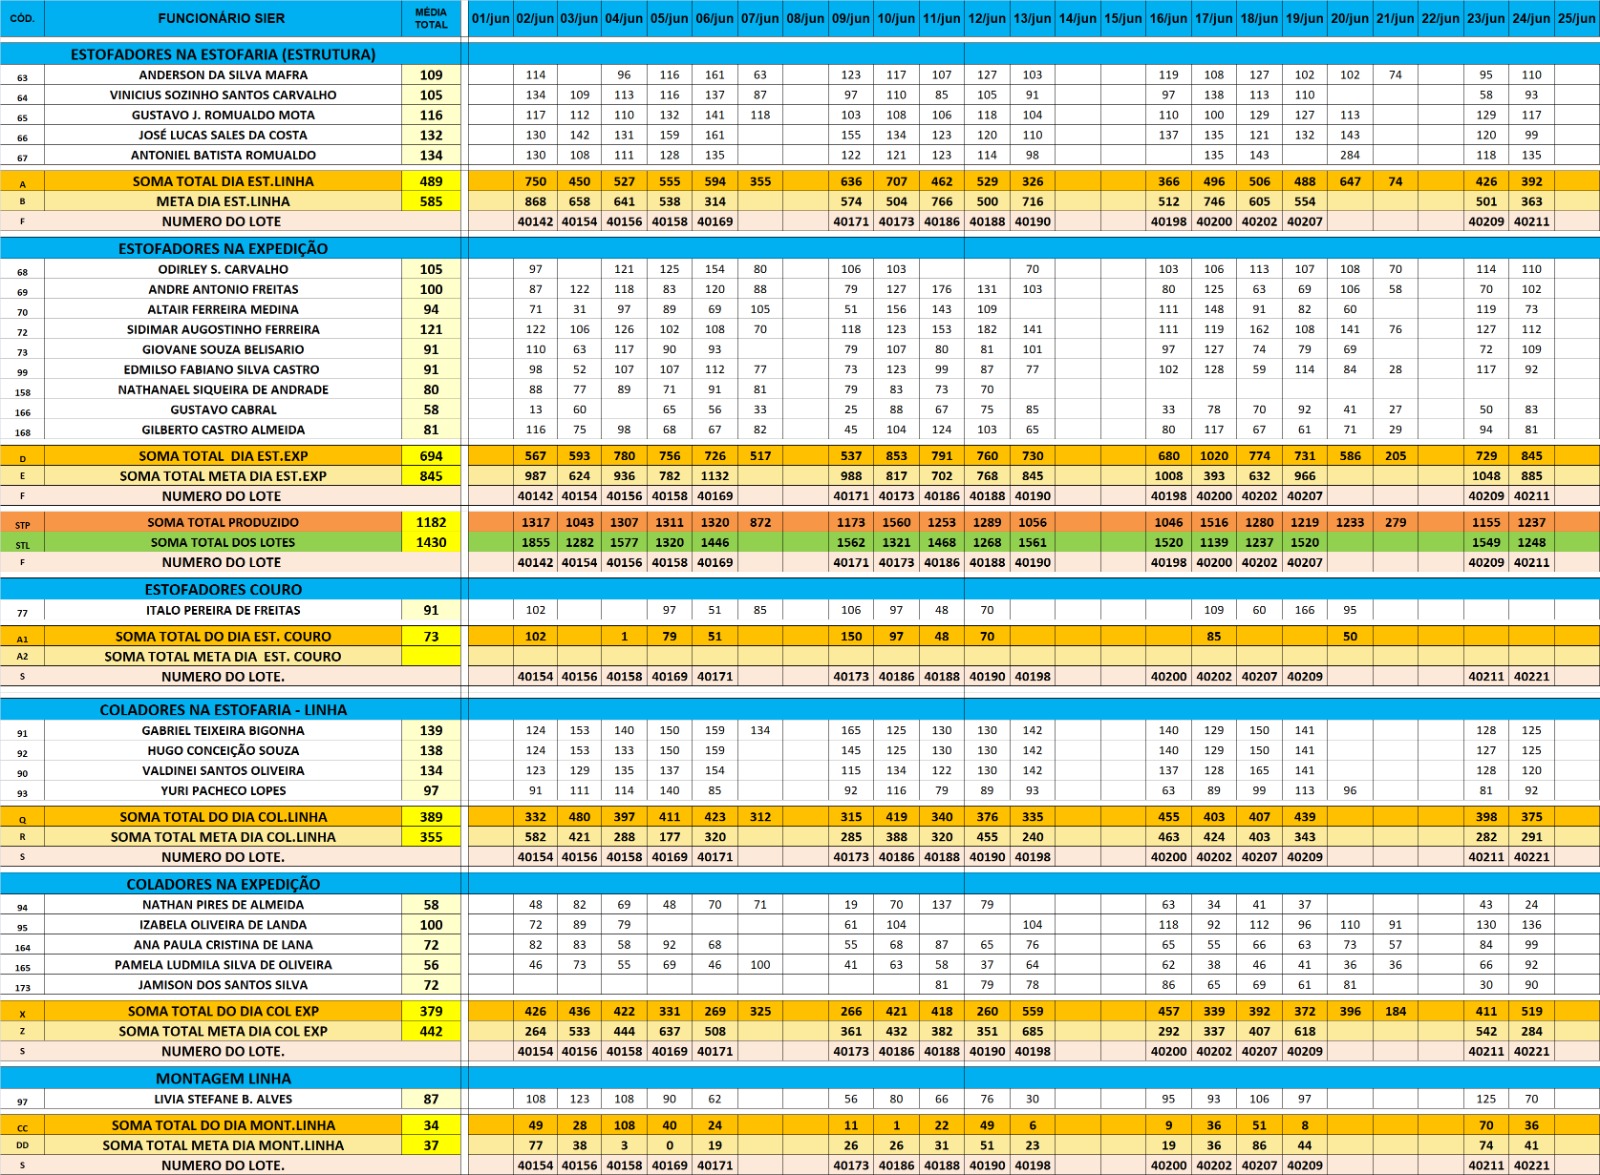 CÓD. FUNCIONÁRIO SIER MÉDIA TOTAL 01/jun 02/jun 03/jun 04/jun 05/jun 06/jun 07/jun 08/jun 09/jun 10/jun 11/jun 12/jun 13/jun 14/jun 15/jun 16/jun 17/jun 18/jun 19/jun 20/jun 21/jun 22/jun 23/jun 24/jun 25/jun
ESTOFADORES NA ESTOFARIA (ESTRUTURA)
63 ANDERSON DA SILVA MAFRA 109 114 96 116 161 63 123 117 107 127 103 119 108 127 102 102 74 95 110
64 VINICIUS SOZINHO SANTOS CARVALHO 105 134 109 113 116 137 87 97 110 85 105 91 97 138 113 110 58 93
65 GUSTAVO J. ROMUALDO MOTA 116 117 112 110 132 141 118 103 108 106 118 104 110 100 129 127 113 129 117
66 JOSÉ LUCAS SALES DA COSTA 132 130 142 131 159 161 155 134 123 120 110 137 135 121 132 143 120 99
67 ANTONIEL BATISTA ROMUALDO 134 130 108 111 128 135 122 121 123 114 98 135 143 284 118 135
A SOMA TOTAL DIA EST.LINHA 489 750 450 527 555 594 355 636 707 462 529 326 366 496 506 488 647 74 426 392
B META DIA EST.LINHA 585 868 658 641 538 314 574 504 766 500 716 512 746 605 554 501 363
F NUMERO DO LOTE 40142 40154 40156 40158 40169 40171 40173 40186 40188 40190 40198 40200 40202 40207 40209 40211
ESTOFADORES NA EXPEDIÇÃO
68 ODIRLEY S. CARVALHO 105 97 121 125 154 80 106 103 70 103 106 113 107 108 70 114 110
69 ANDRE ANTONIO FREITAS 100 87 122 118 83 120 88 79 127 176 131 103 80 125 63 69 106 58 70 102
70 ALTAIR FERREIRA MEDINA 94 71 31 97 89 69 105 51 156 143 109 111 148 91 82 60 119 73
72 SIDIMAR AUGOSTINHO FERREIRA 121 122 106 126 102 108 70 118 123 153 182 141 111 119 162 108 141 76 127 112
73 GIOVANE SOUZA BELISARIO 91 110 63 117 90 93 79 107 80 81 101 97 127 74 79 69 72 109
99 EDMILSO FABIANO SILVA CASTRO 91 98 52 107 107 112 77 73 123 99 87 77 102 128 59 114 84 28 117 92
158 NATHANAEL SIQUEIRA DE ANDRADE 80 88 77 89 71 91 81 79 83 73 70
166 GUSTAVO CABRAL 58 13 60 65 56 33 25 88 67 75 85 33 78 70 92 41 27 50 83
168 GILBERTO CASTRO ALMEIDA 81 116 75 98 68 67 82 45 104 124 103 65 80 117 67 61 71 29 94 81
D SOMA TOTAL DIA EST.EXP 694 567 593 780 756 726 517 537 853 791 760 730 680 1020 774 731 586 205 729 845
E SOMA TOTAL META DIA EST.EXP 845 987 624 936 782 1132 988 817 702 768 845 1008 393 632 966 1048 885
F NUMERO DO LOTE 40142 40154 40156 40158 40169 40171 40173 40186 40188 40190 40198 40200 40202 40207 40209 40211
STP SOMA TOTAL PRODUZIDO 1182 1317 1043 1307 1311 1320 872 1173 1560 1253 1289 1056 1046 1516 1280 1219 1233 279 1155 1237
STL SOMA TOTAL DOS LOTES 1430 1855 1282 1577 1320 1446 1562 1321 1468 1268 1561 1520 1139 1237 1520 1549 1248
F NUMERO DO LOTE 40142 40154 40156 40158 40169 40171 40173 40186 40188 40190 40198 40200 40202 40207 40209 40211
ESTOFADORES COURO
77 ITALO PEREIRA DE FREITAS 91 102 97 51 85 106 97 48 70 109 60 166 95
A1 SOMA TOTAL DO DIA EST. COURO 73 102 1 79 51 150 97 48 70 85 50
A2 SOMA TOTAL META DIA EST. COURO
S NUMERO DO LOTE. 40154 40156 40158 40169 40171 40173 40186 40188 40190 40198 40200 40202 40207 40209 40211 40221
COLADORES NA ESTOFARIA - LINHA
91 GABRIEL TEIXEIRA BIGONHA 139 124 153 140 150 159 134 165 125 130 130 142 140 129 150 141 128 125
92 HUGO CONCEIÇÃO SOUZA 138 124 153 133 150 159 145 125 130 130 142 140 129 150 141 127 125
90 VALDINEI SANTOS OLIVEIRA 134 123 129 135 137 154 115 134 122 130 142 137 128 165 141 128 120
93 YURI PACHECO LOPES 97 91 111 114 140 85 92 116 79 89 93 63 89 99 113 96 81 92
Q SOMA TOTAL DO DIA COL.LINHA 389 332 480 397 411 423 312 315 419 340 376 335 455 403 407 439 398 375
R SOMA TOTAL META DIA COL.LINHA 355 582 421 288 177 320 285 388 320 455 240 463 424 403 343 282 291
S NUMERO DO LOTE. 40154 40156 40158 40169 40171 40173 40186 40188 40190 40198 40200 40202 40207 40209 40211 40221
COLADORES NA EXPEDIÇÃO
94 NATHAN PIRES DE ALMEIDA 58 48 82 69 48 70 71 19 70 137 79 63 34 41 37 43 24
95 IZABELA OLIVEIRA DE LANDA 100 72 89 79 61 104 104 118 92 112 96 110 91 130 136
164 ANA PAULA CRISTINA DE LANA 72 82 83 58 92 68 55 68 87 65 76 65 55 66 63 73 57 84 99
165 PAMELA LUDMILA SILVA DE OLIVEIRA 56 46 73 55 69 46 100 41 63 58 37 64 62 38 46 41 36 36 66 92
173 JAMISON DOS SANTOS SILVA 72 81 79 78 86 65 69 61 81 30 90
X SOMA TOTAL DO DIA COL EXP 379 426 436 422 331 269 325 266 421 418 260 559 457 339 392 372 396 184 411 519
Z SOMA TOTAL META DIA COL EXP 442 264 533 444 637 508 361 432 382 351 685 292 337 407 618 542 284
S NUMERO DO LOTE. 40154 40156 40158 40169 40171 40173 40186 40188 40190 40198 40200 40202 40207 40209 40211 40221
MONTAGEM LINHA
97 LIVIA STEFANE B. ALVES 87 108 123 108 90 62 56 80 66 76 30 95 93 106 97 125 70
CC SOMA TOTAL DO DIA MONT.LINHA 34 49 28 108 40 24 11 1 22 49 6 9 36 51 8 70 36
DD SOMA TOTAL META DIA MONT.LINHA 37 77 38 3 0 19 26 26 31 51 23 19 36 86 44 74 41
S NUMERO DO LOTE. 40154 40156 40158 40169 40171 40173 40186 40188 40190 40198 40200 40202 40207 40209 40211 40221